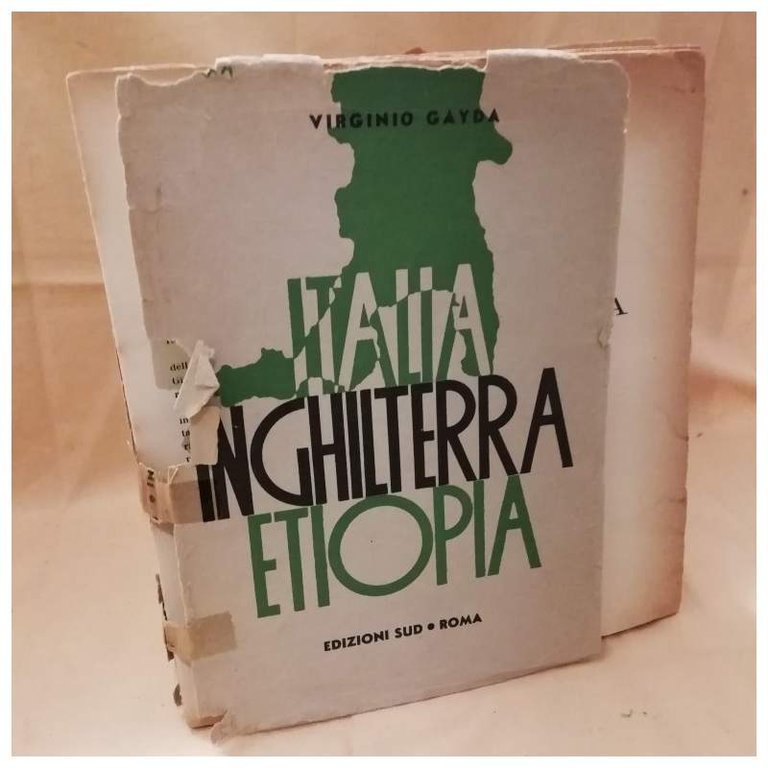 VIRGINIO GAYDA
ITALIA
INGHILTERRA
ETIOPIA
EDIZIONI SUD • ROMA